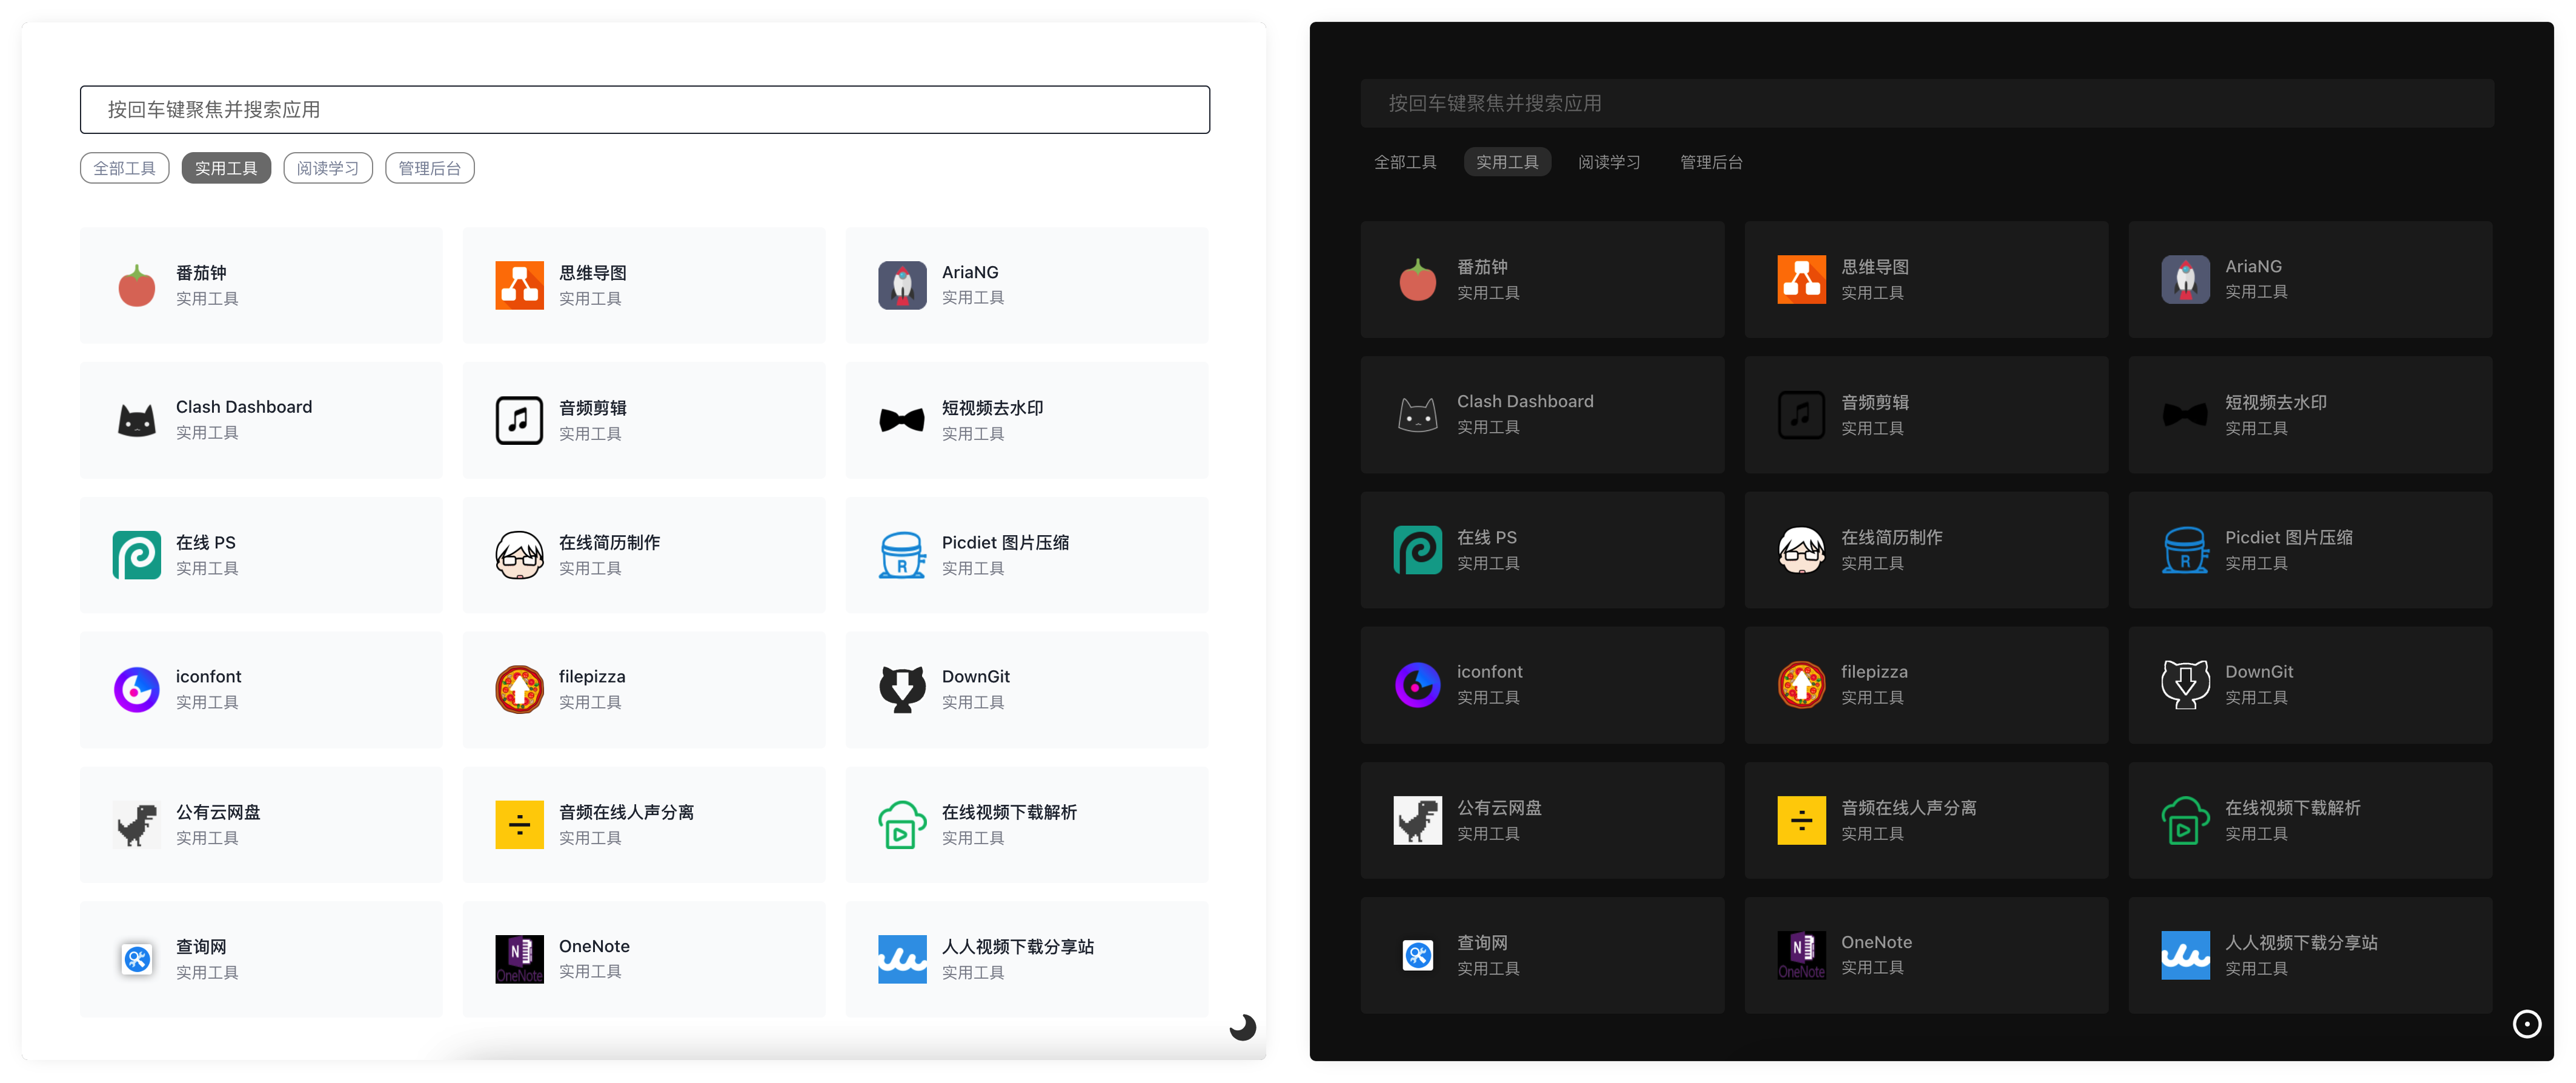 按回车键聚焦并搜索应用
全部工具 实用工具 阅读学习 管理后台
番茄钟
实用工具
思维导图
实用工具
AriaNG
实用工具
Clash Dashboard
实用工具
音频剪辑
实用工具
短视频去水印
实用工具
在线 PS
实用工具
在线简历制作
实用工具
R
Picdiet 图片压缩
实用工具
iconfont
实用工具
filepizza
实用工具
DownGit
实用工具
公有云网盘
实用工具
音频在线人声分离
实用工具
在线视频下载解析
实用工具
查询网
实用工具
N
OneNote
OneNote
实用工具
人人视频下载分享站
实用工具
按回车键聚焦并搜索应用
全部工具 实用工具 阅读学习 管理后台
番茄钟
实用工具
思维导图
实用工具
AriaNG
实用工具
Clash Dashboard
实用工具
音频剪辑
实用工具
短视频去水印
实用工具
在线 PS
实用工具
在线简历制作
实用工具
R
Picdiet 图片压缩
实用工具
iconfont
实用工具
filepizza
实用工具
DownGit
实用工具
公有云网盘
实用工具
音频在线人声分离
实用工具
在线视频下载解析
实用工具
查询网
实用工具
N
OneNote
OneNote
实用工具
人人视频下载分享站
实用工具